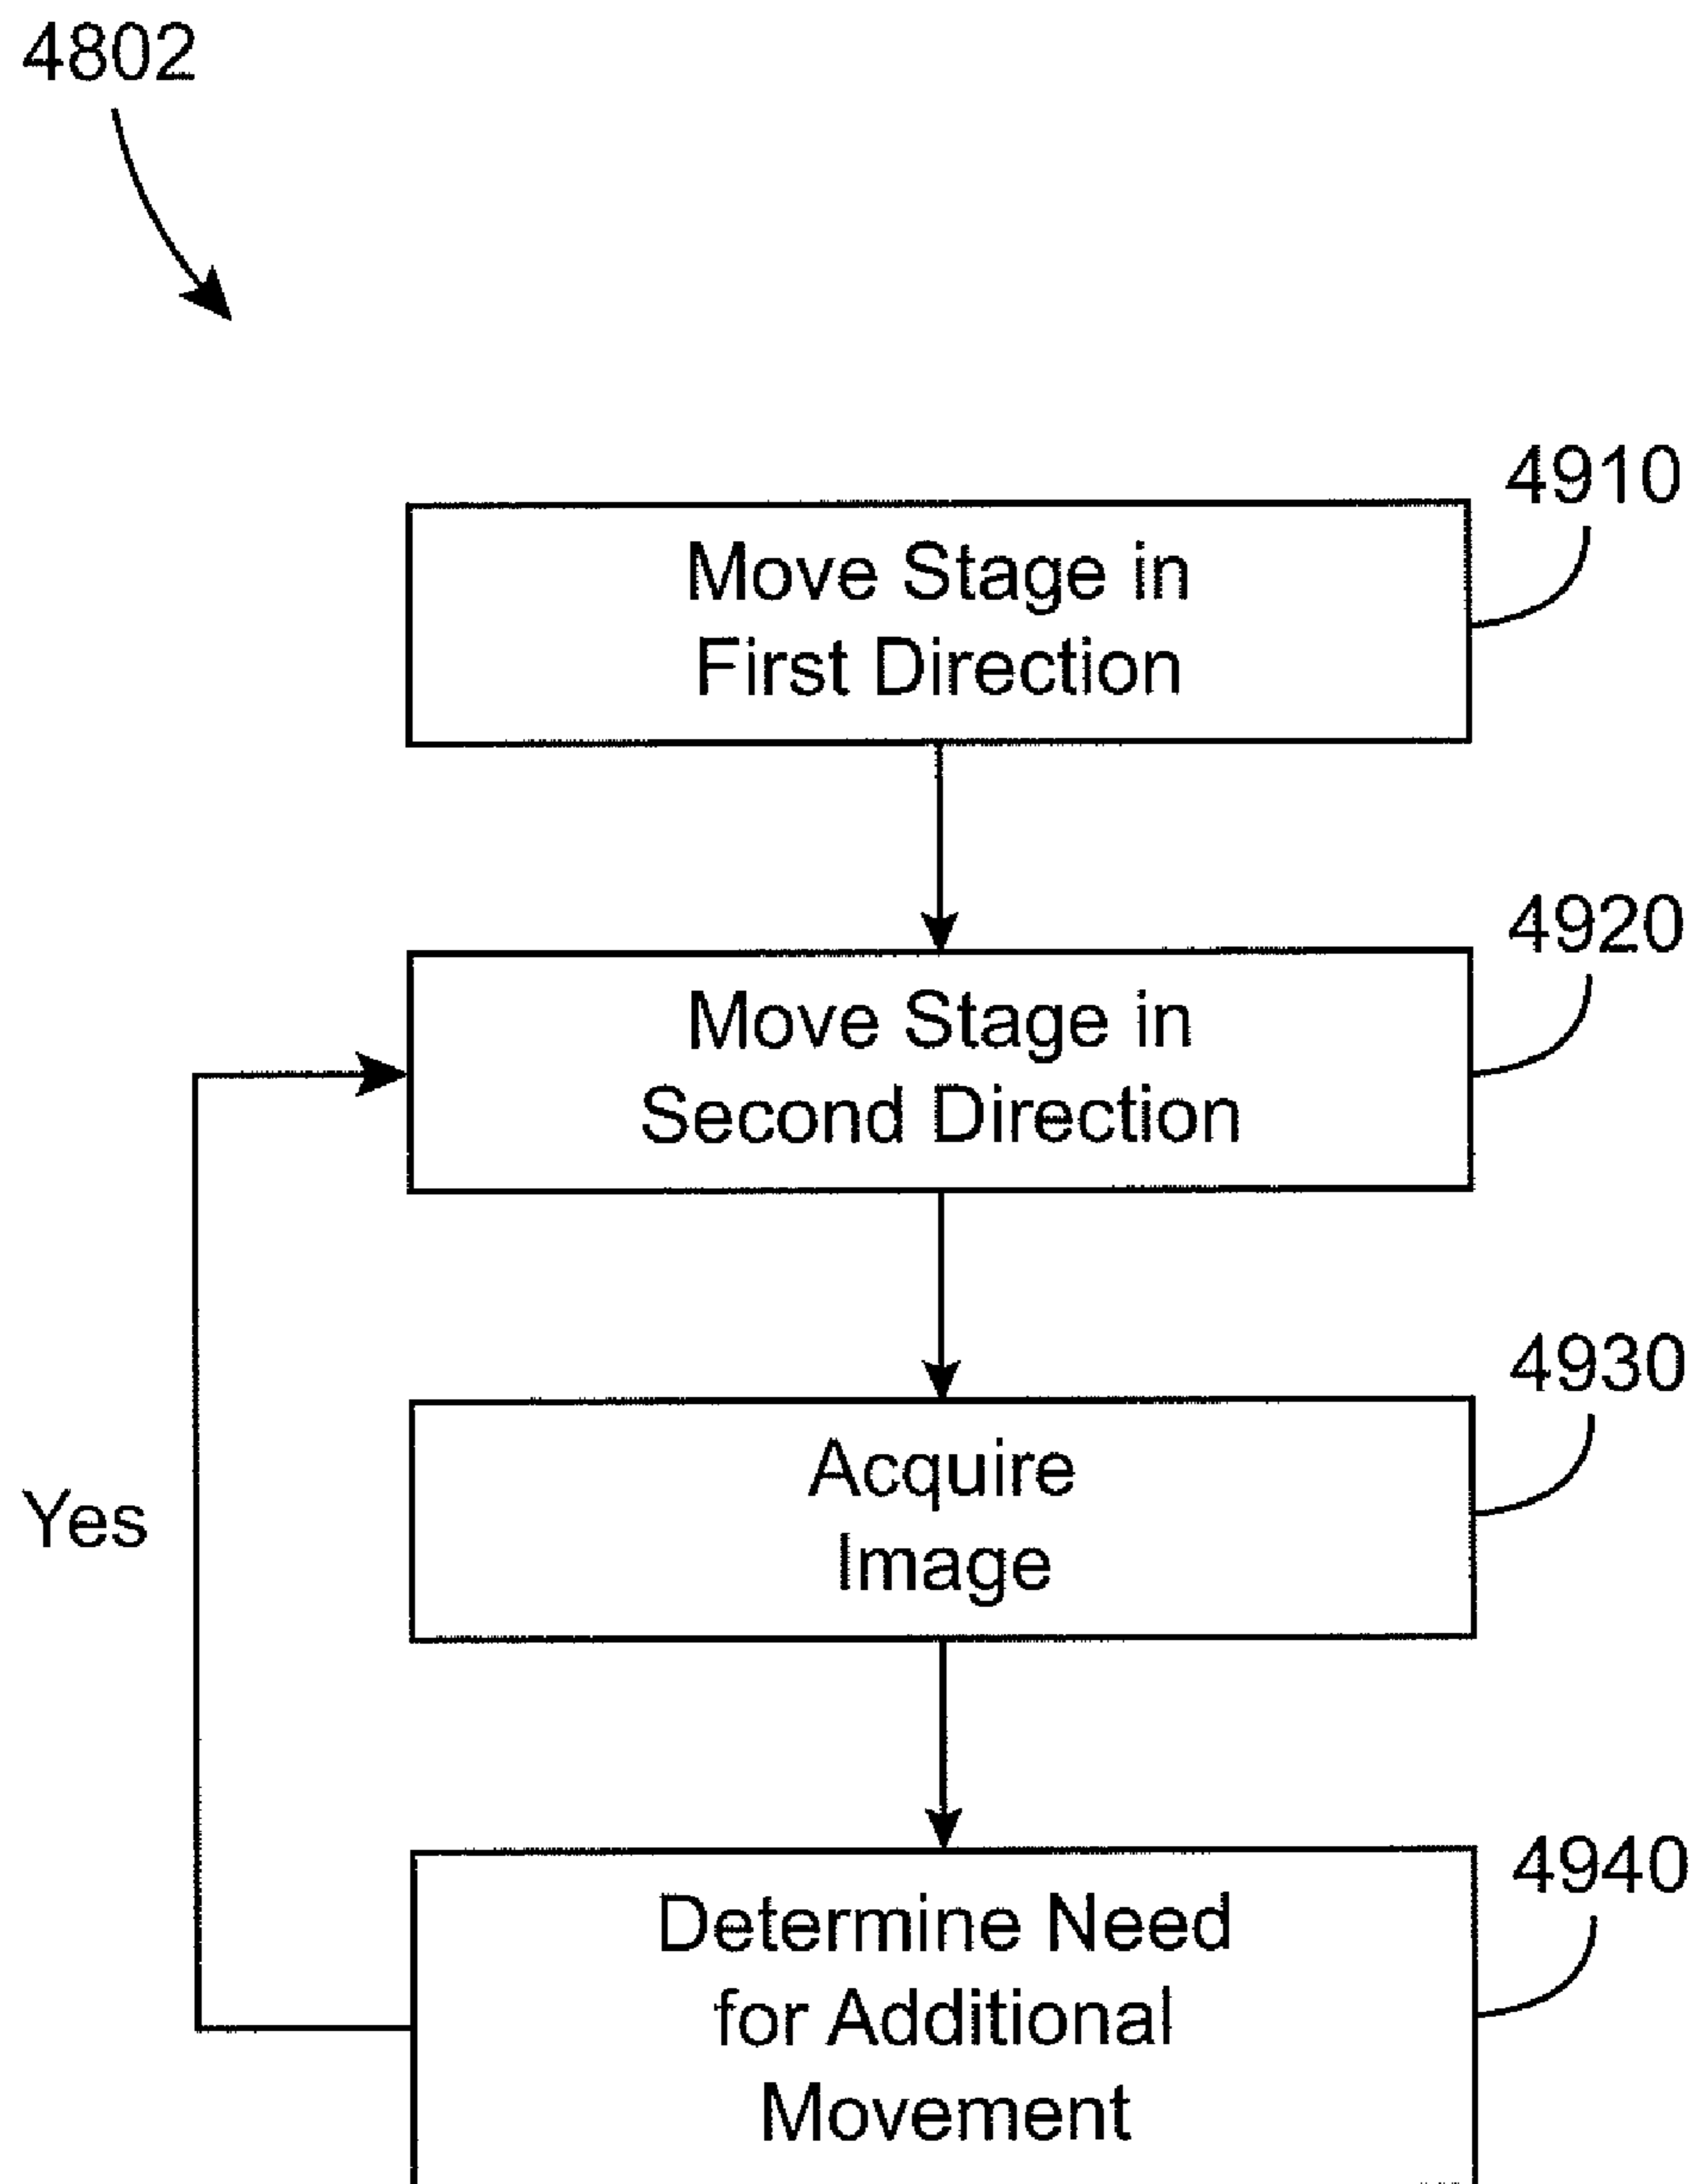 4802
4910
Move Stage in
First Direction
4920
Move Stage in
Second Direction
4930
Acquire
Image
Yes
4940
Determine Need
for Additional
Movement